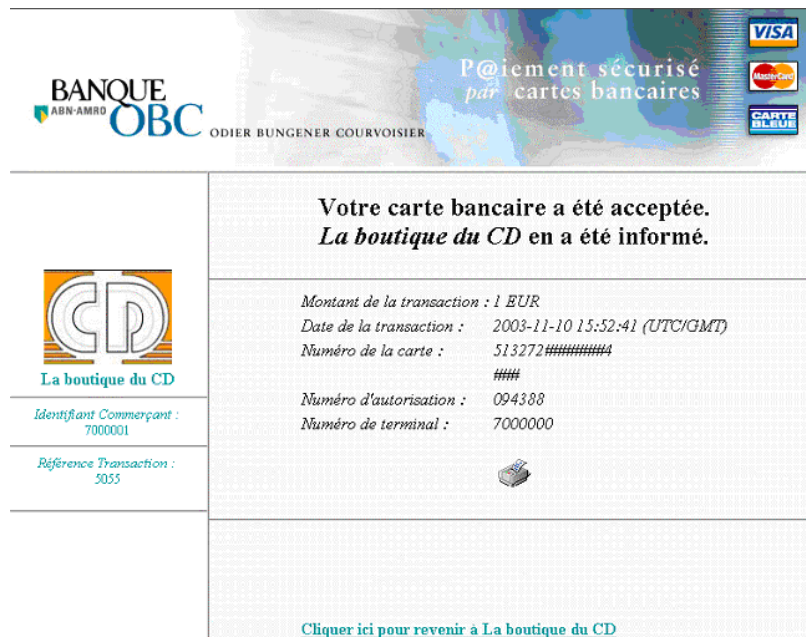 VISA
P@iement sécurisé
MasterCard
par cartes bancaires
BANQUE
ABN-AMRO OBC ODIER BUNGENER COURVOISIER
CARTE
BLEUE
Votre carte bancaire a été acceptée.
La boutique du CD en a été informé.
CD
La boutique du CD
Identifiant Commerçant :
7000001
Référence Transaction :
5055
Montant de la transaction : 1 EUR
Date de la transaction : 2003-11-10 15:52:41 (UTC/GMT)
Numéro de la carte : 513272#######4
###
Numéro d'autorisation : 094388
Numéro de terminal : 7000000
Cliquer ici pour revenir à La boutique du CD